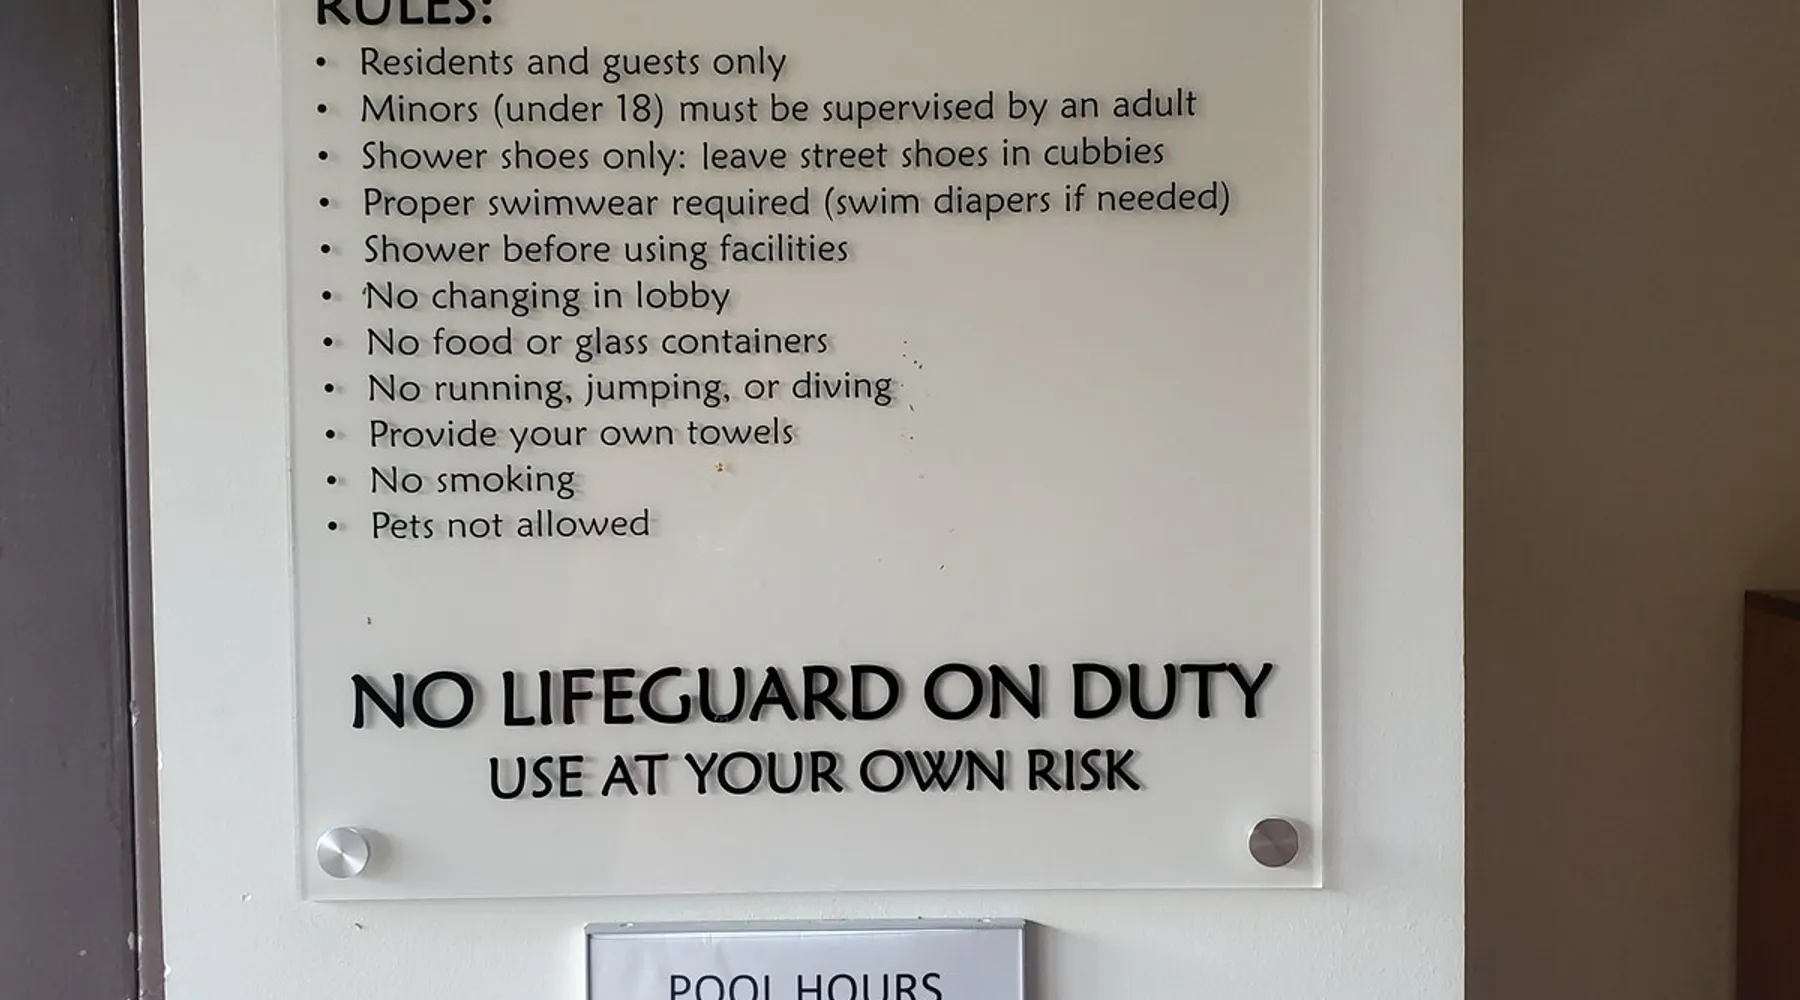 RULES:
• Residents and guests only
• Minors (under 18) must be supervised by an adult
• Shower shoes only: leave street shoes in cubbies
• Proper swimwear required (swim diapers if needed)
• Shower before using facilities
• No changing in lobby
• No food or glass containers
• No running, jumping, or diving
• Provide your own towels
• No smoking
• Pets not allowed
NO LIFEGUARD ON DUTY
USE AT YOUR OWN RISK
POOL HOURS